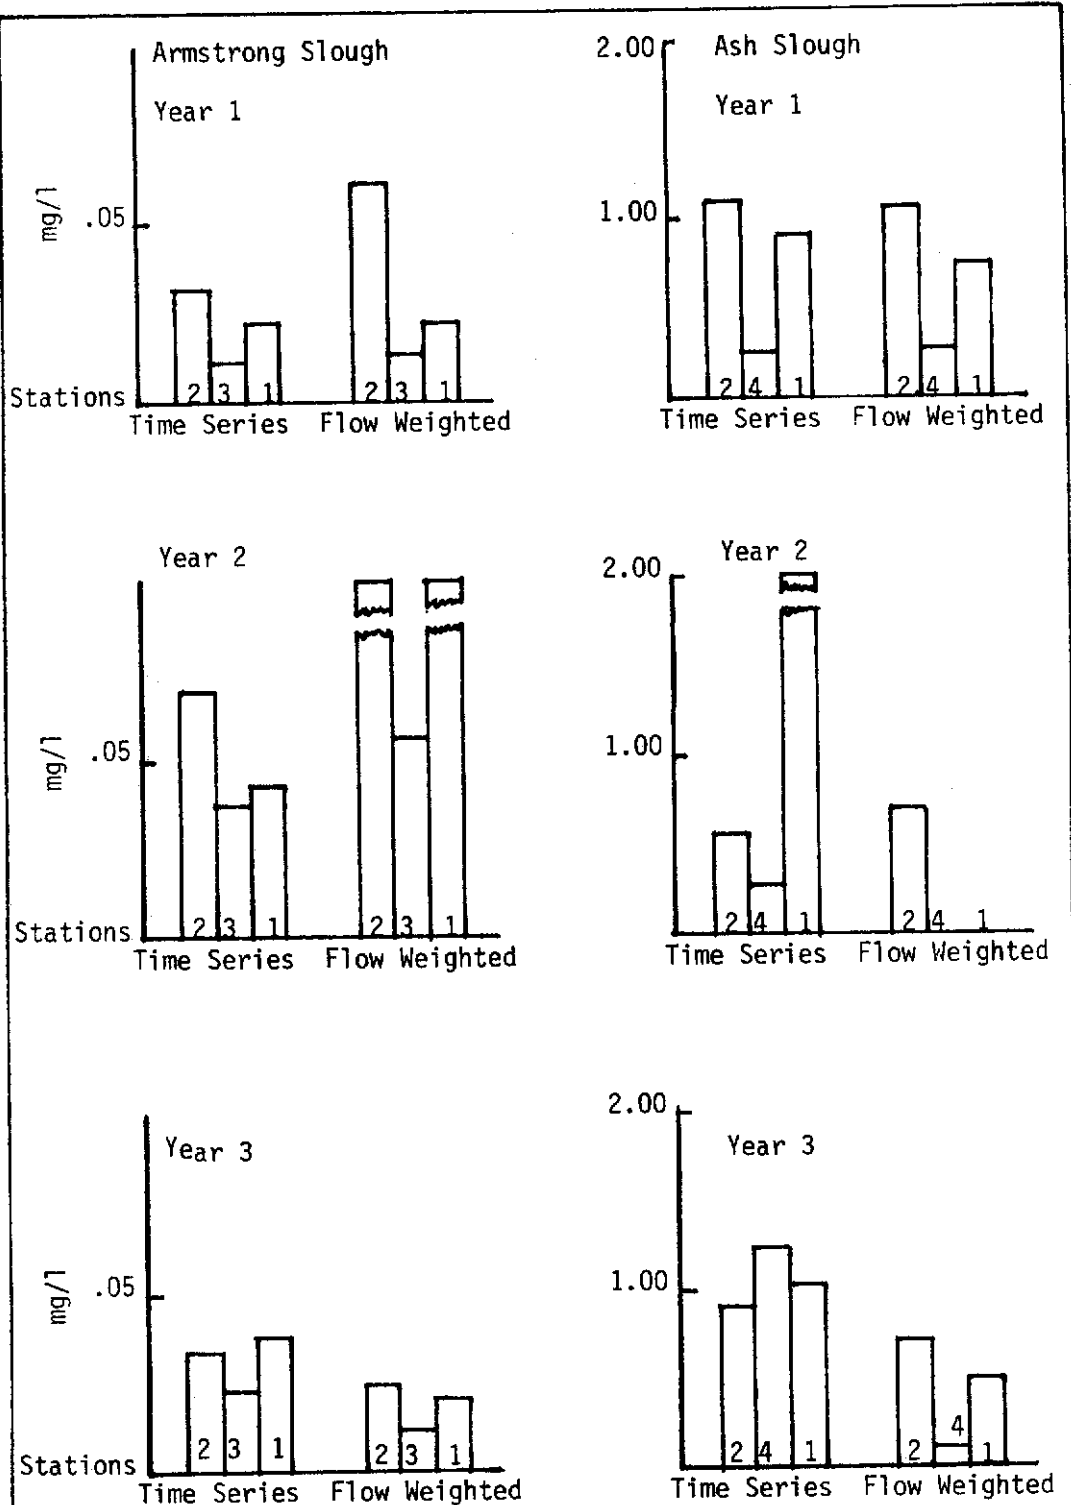 Armstrong Slough
Year 1
mg/l
.05
Stations
2 3 1 2 3 1
Time Series Flow Weighted
2.00
Ash Slough
Year 1
1.00
2 4 1 2 4 1
Time Series Flow Weighted
Year 2
mg/l
.05
Stations
2 3 1 2 3 1
Time Series Flow Weighted
Year 2
2.00
1.00
2 4 1 2 4 1
Time Series Flow Weighted
Year 3
mg/l
.05
Stations
2 3 1 2 3 1
Time Series Flow Weighted
2.00
Year 3
1.00
2 4 1 2 4 1
Time Series Flow Weighted